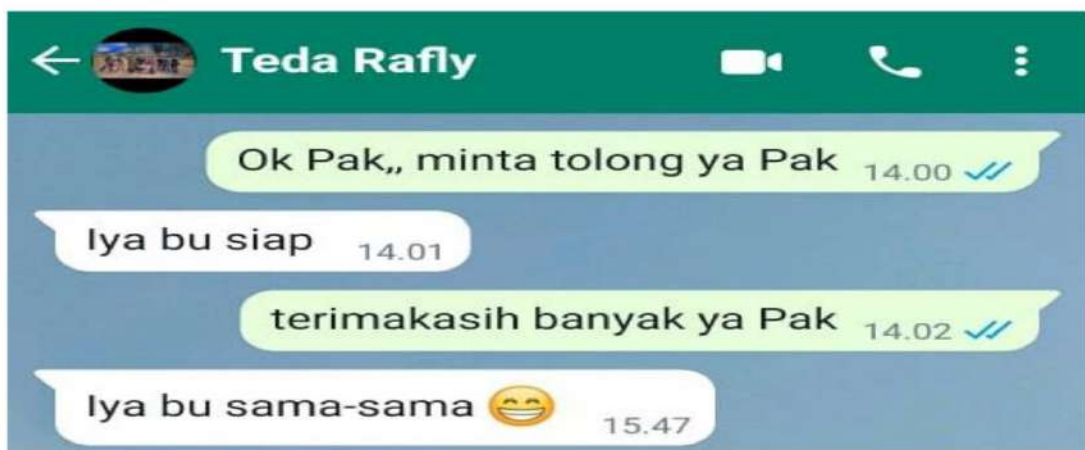 Teda Rafly
Ok Pak,, minta tolong ya Pak 14.00
Iya bu siap 14.01
terimakasih banyak ya Pak 14.02
Iya bu sama-sama 😁 15.47